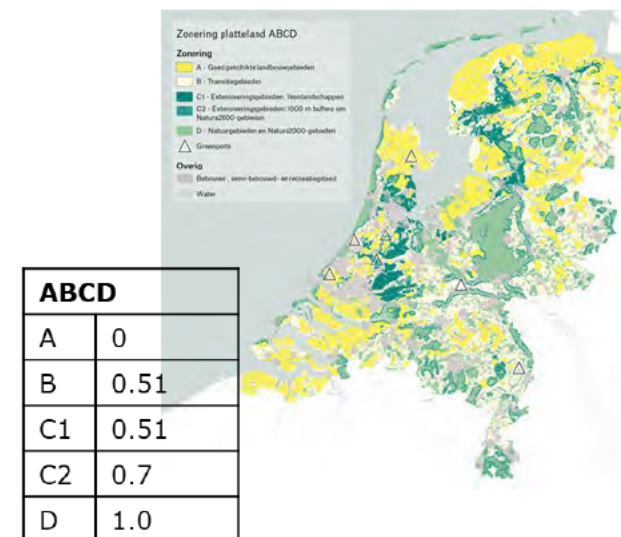 Zonering platteland ABCD
Zonering
A - Goed geschikte landbouwgebieden
B - Transitiegebieden
C1 - Extensiveringsgebieden: Veenlandschappen
C2 - Extensiveringsgebieden: 1000 m buffers om
Natura2000-gebieden
D - Natuurgebieden en Natura2000-gebieden
Greenports
Overig
Bebouwd-, semi-bebouwd- en recreatiegebied
Water
ABCD
A 0
B 0.51
C1 0.51
C2 0.7
D 1.0